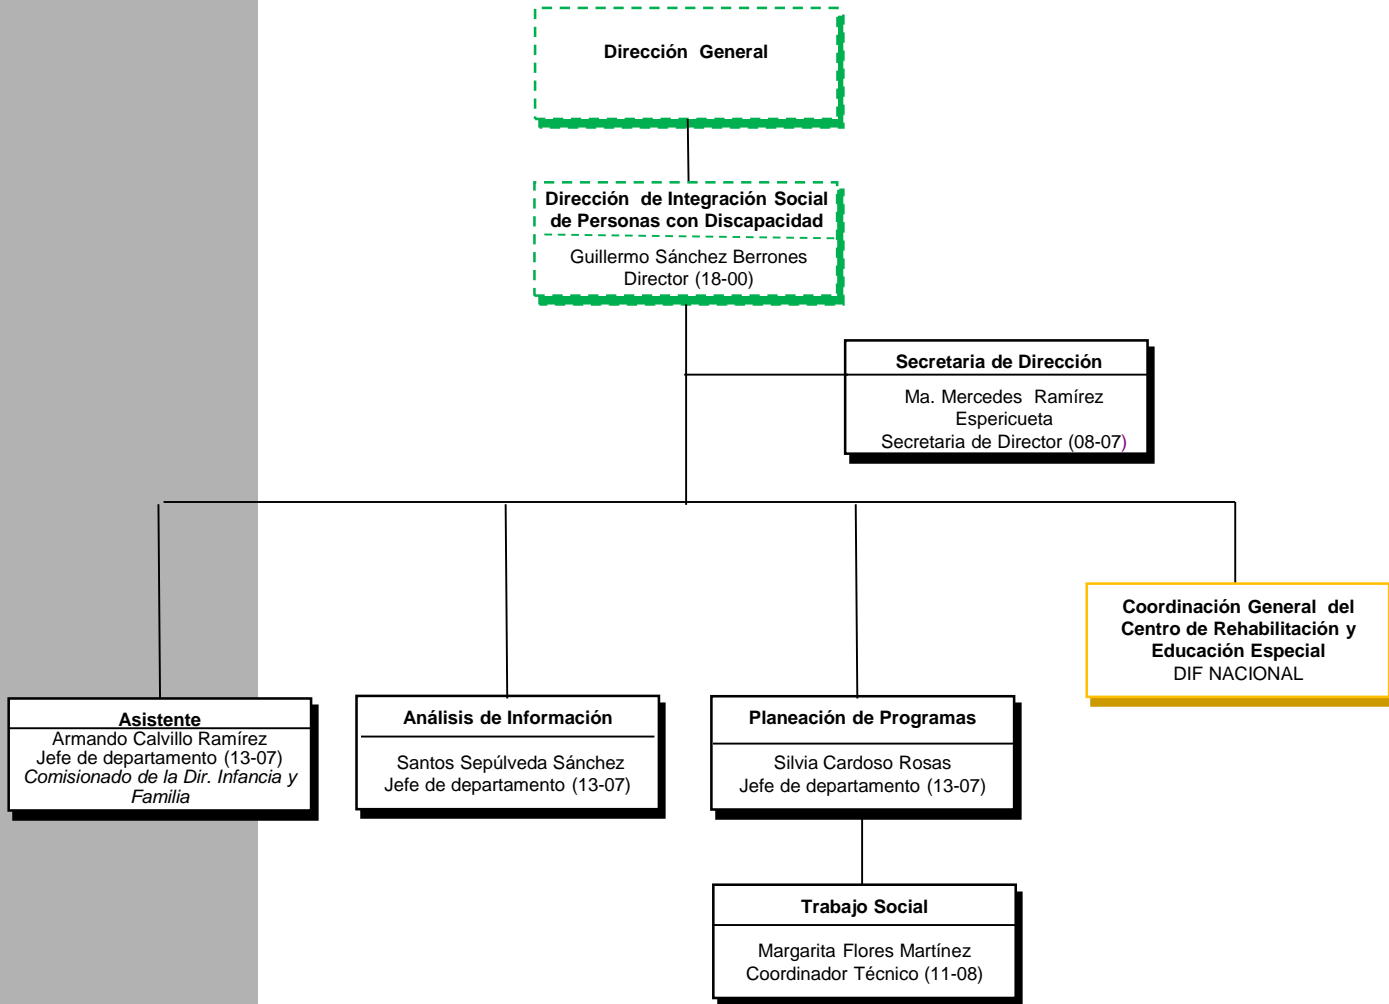 Dirección General
Dirección de Integración Social
de Personas con Discapacidad
Guillermo Sánchez Berrones
Director (18-00)
Secretaria de Dirección
Ma. Mercedes Ramírez
Espericueta
Secretaria de Director (08-07)
Asistente
Armando Calvillo Ramírez
Jefe de departamento (13-07)
Comisionado de la Dir. Infancia y
Familia
Análisis de Información
Santos Sepúlveda Sánchez
Jefe de departamento (13-07)
Planeación de Programas
Silvia Cardoso Rosas
Jefe de departamento (13-07)
Coordinación General del
Centro de Rehabilitación y
Educación Especial
DIF NACIONAL
Trabajo Social
Margarita Flores Martínez
Coordinador Técnico (11-08)